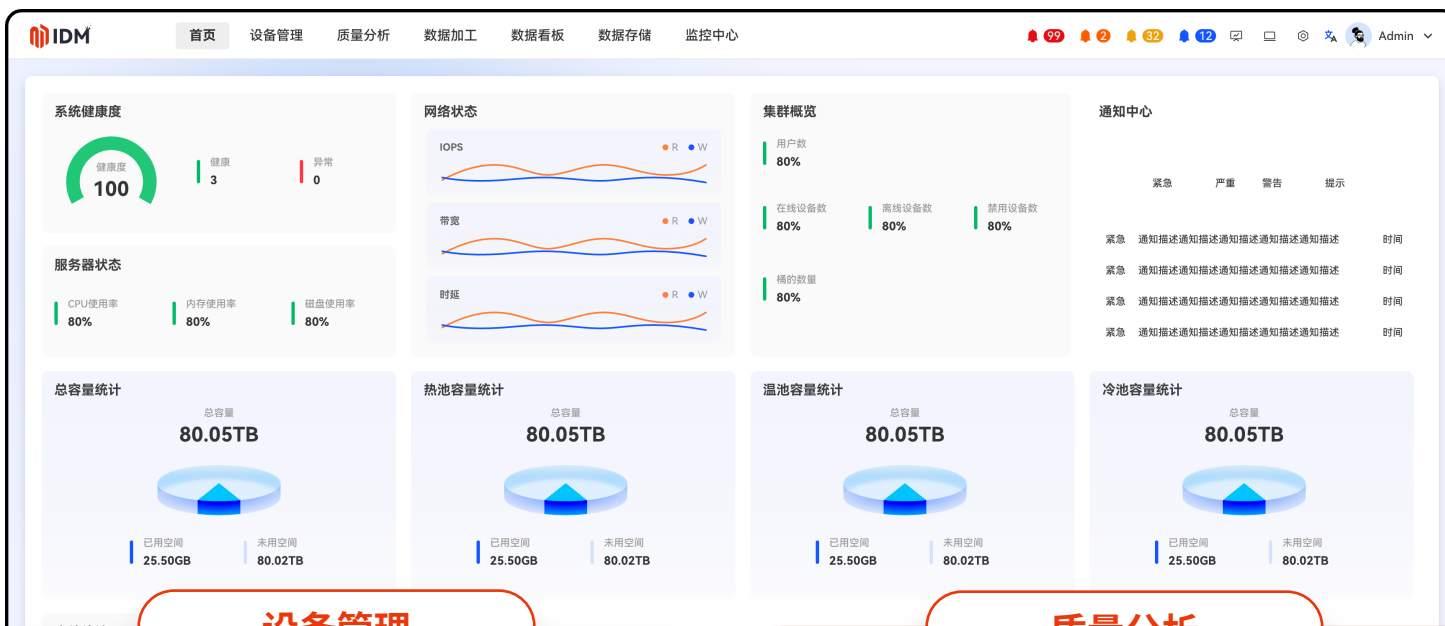 IDM 首页 设备管理 质量分析 数据加工 数据看板 数据存储 监控中心 99 2 32 12 Admin
系统健康度
健康度
100
健康
3
异常
0
服务器状态
CPU使用率
80%
内存使用率
80%
磁盘使用率
80%
网络状态
IOPS R W
带宽 R W
时延 R W
集群概览
用户数
80%
在线设备数
80%
离线设备数
80%
禁用设备数
80%
桶的数量
80%
通知中心
紧急 严重 警告 提示
紧急 通知描述通知描述通知描述通知描述通知描述 时间
紧急 通知描述通知描述通知描述通知描述通知描述 时间
紧急 通知描述通知描述通知描述通知描述通知描述 时间
紧急 通知描述通知描述通知描述通知描述通知描述 时间
总容量统计
总容量
80.05TB
已用空间
25.50GB
未用空间
80.02TB
热池容量统计
总容量
80.05TB
已用空间
25.50GB
未用空间
80.02TB
温池容量统计
总容量
80.05TB
已用空间
25.50GB
未用空间
80.02TB
冷池容量统计
总容量
80.05TB
已用空间
25.50GB
未用空间
80.02TB
设备管理
质量分析